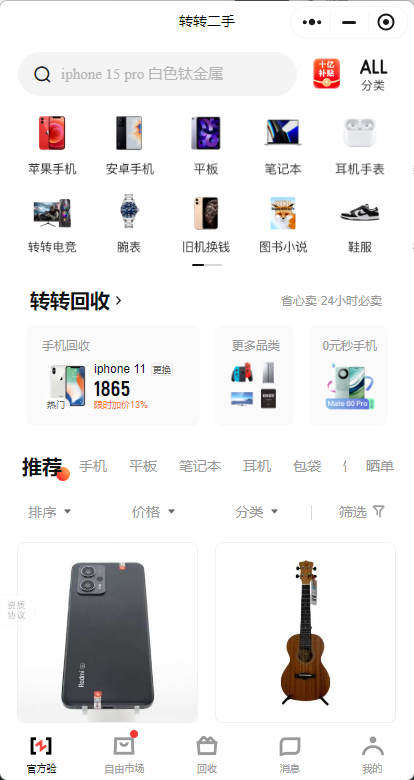 转转二手
iphone 15 pro 白色钛金属
十亿补贴
ALL
分类
苹果手机 安卓手机 平板 笔记本 耳机手表
转转电竞 腕表 旧机换钱 图书小说 鞋服
转转回收
省心卖·24小时必卖
手机回收 更多品类 0元秒手机
iphone 11 更换
1865
热门 限时加价13%
Mate 60 Pro
推荐 手机 平板 笔记本 耳机 包袋 晒单
排序 价格 分类 筛选
资质
协议
Redmi
官方验 自由市场 回收 消息 我的